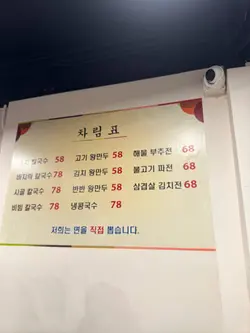 차림표
칼국수 58 고기 왕만두 58 해물 부추전 68
바지락 칼국수 78 김치 왕만두 58 불고기 파전 68
사골 칼국수 78 반반 왕만두 58 삼겹살 김치전 68
비빔 칼국수 78 냉콩국수 78
저희는 면을 직접 뽑습니다.